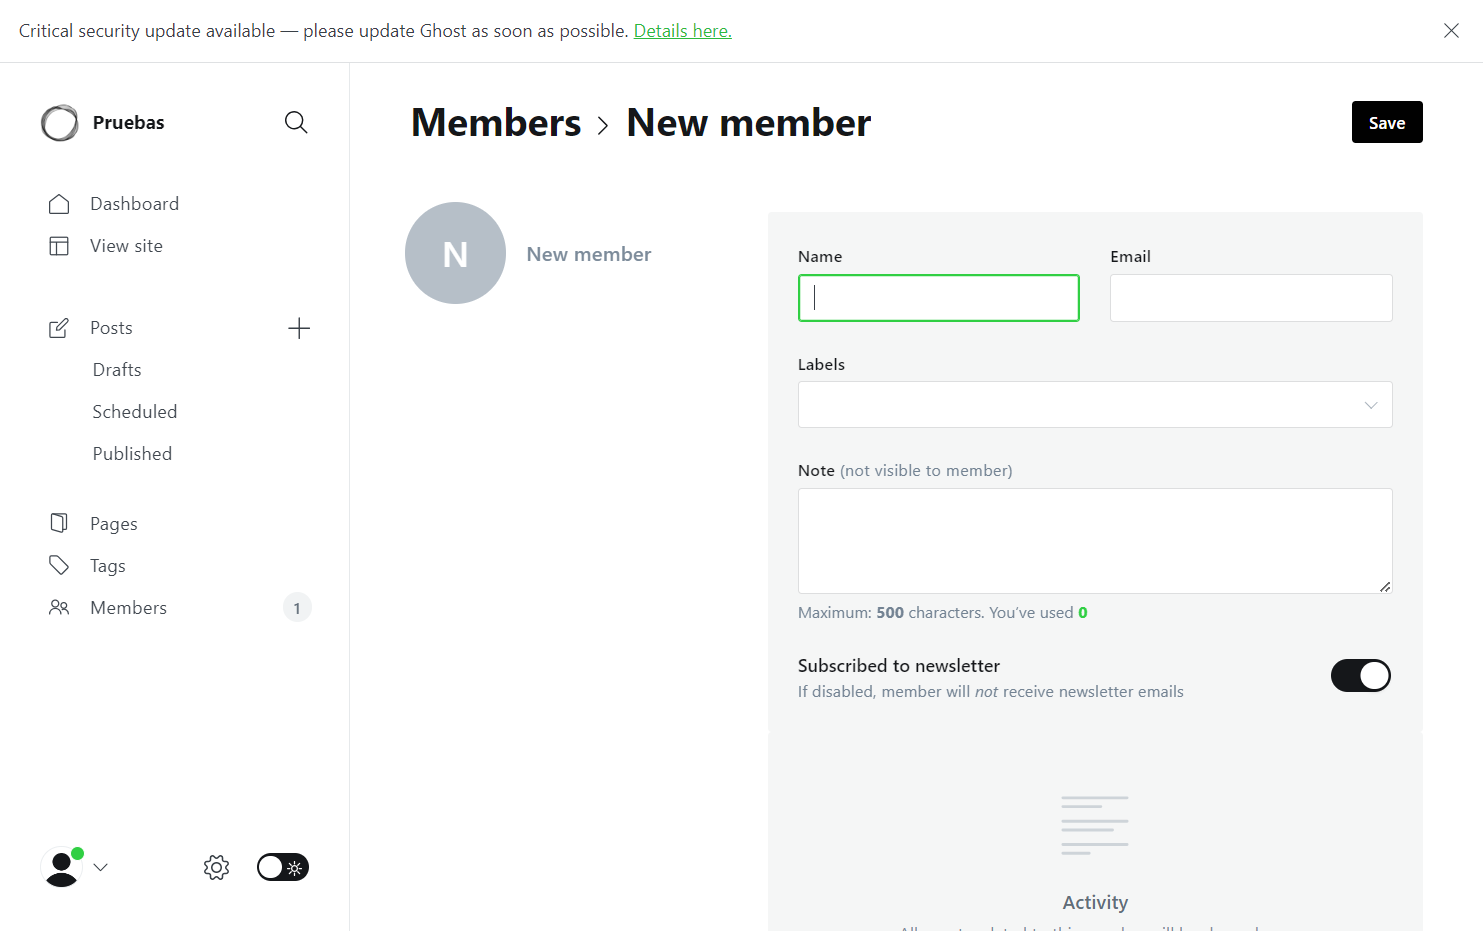 Critical security update available — please update Ghost as soon as possible. Details here.
Pruebas
Dashboard
View site
Posts
Drafts
Scheduled
Published
Pages
Tags
Members 1
Members > New member
Save
N New member
Name Email
Labels
Note (not visible to member)
Maximum: 500 characters. You’ve used 0
Subscribed to newsletter
If disabled, member will not receive newsletter emails
Activity